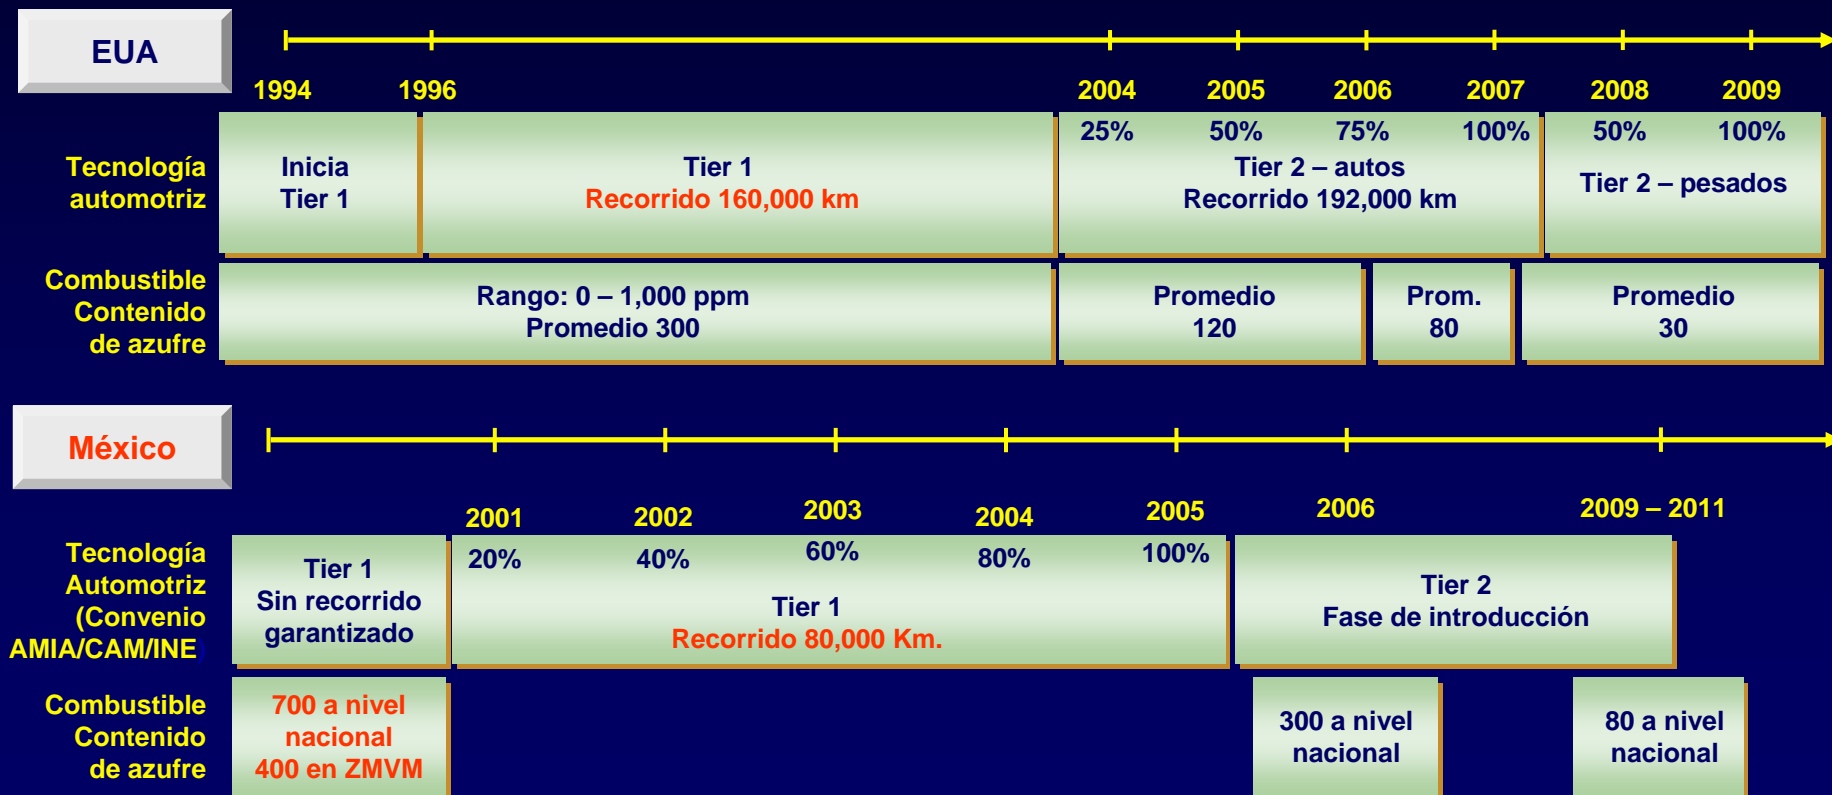 EUA
1994 1996 2004 2005 2006 2007 2008 2009
25% 50% 75% 100% 50% 100%
Tecnología
automotriz
Inicia
Tier 1
Tier 1
Recorrido 160,000 km
Tier 2 – autos
Recorrido 192,000 km
Tier 2 – pesados
Combustible
Contenido
de azufre
Rango: 0 – 1,000 ppm
Promedio 300
Promedio
120
Prom.
80
Promedio
30
México
2001 2002 2003 2004 2005 2006 2009 – 2011
20% 40% 60% 80% 100%
Tecnología
Automotriz
(Convenio
AMIA/CAM/INE)
Tier 1
Sin recorrido
garantizado
Tier 1
Recorrido 80,000 Km.
Tier 2
Fase de introducción
Combustible
Contenido
de azufre
700 a nivel
nacional
400 en ZMVM
300 a nivel
nacional
80 a nivel
nacional